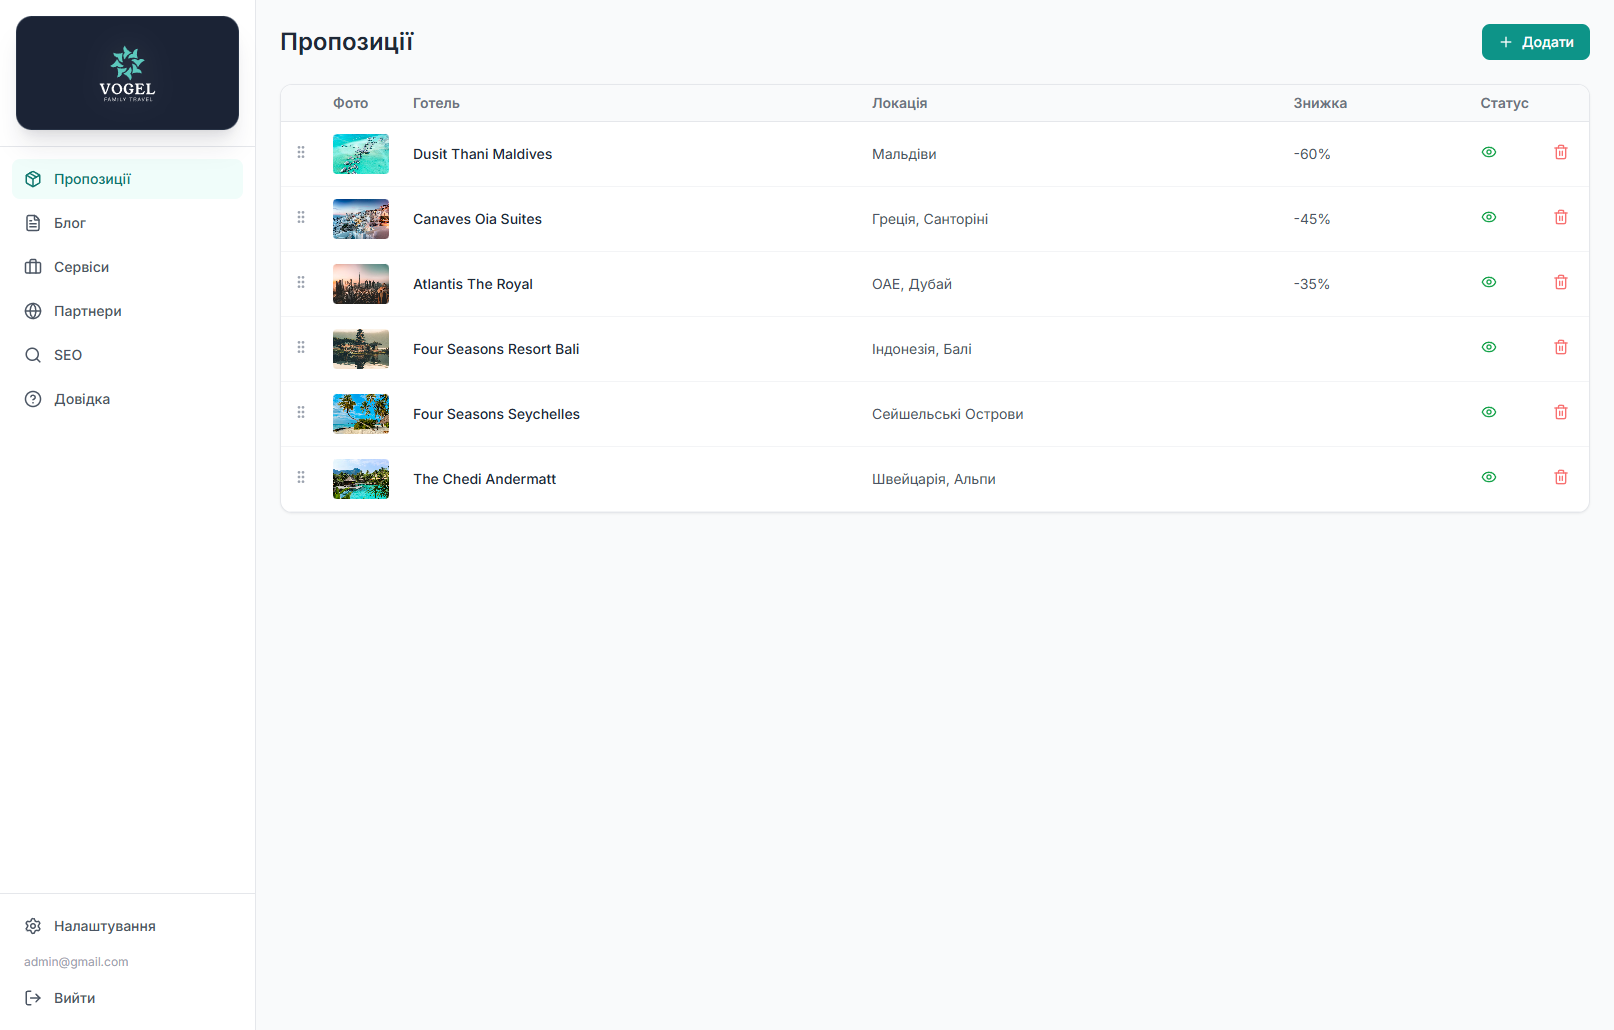 VOGEL
FAMILY TRAVEL
Пропозиції
Блог
Сервіси
Партнери
SEO
Довідка
Налаштування
admin@gmail.com
Вийти
Пропозиції
Додати
Фото Готель Локація Знижка Статус
Dusit Thani Maldives Мальдіви -60%
Canaves Oia Suites Греція, Санторіні -45%
Atlantis The Royal ОАЕ, Дубай -35%
Four Seasons Resort Bali Індонезія, Балі
Four Seasons Seychelles Сейшельські Острови
The Chedi Andermatt Швейцарія, Альпи